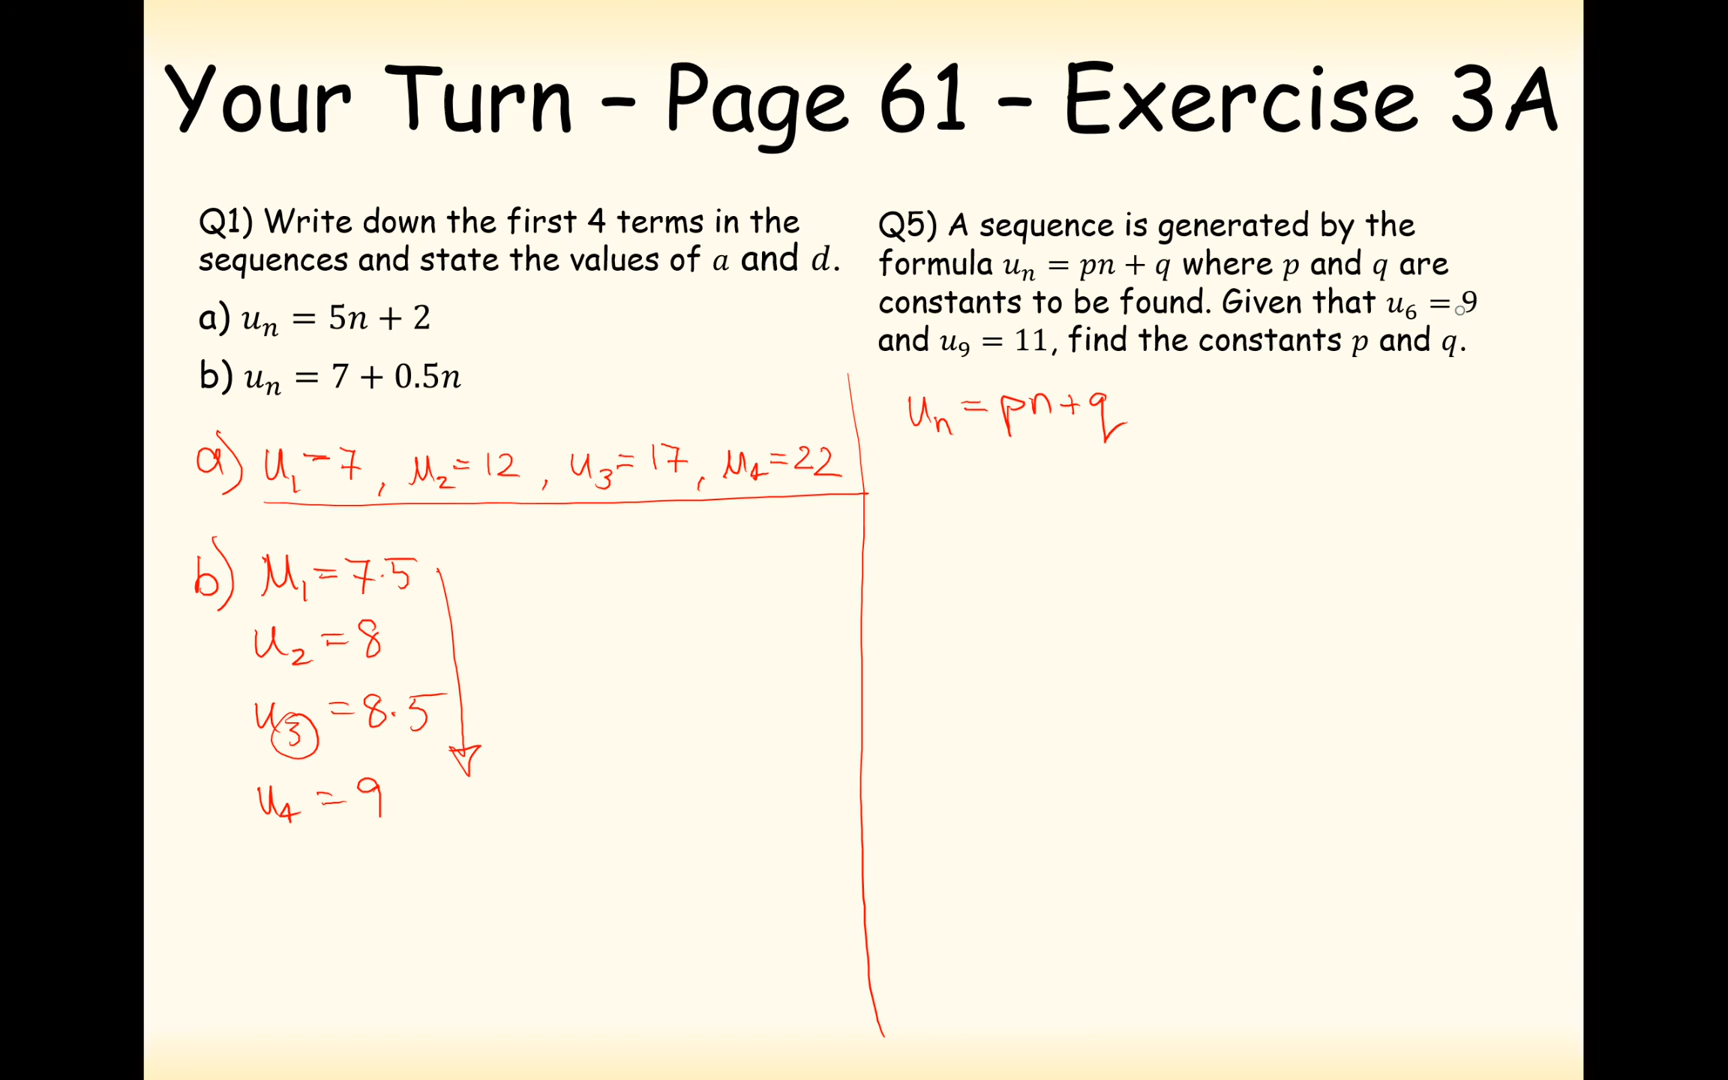 Your Turn – Page 61 – Exercise 3A
Q1) Write down the first 4 terms in the
sequences and state the values of a and d.
a) uₙ = 5n + 2
b) uₙ = 7 + 0.5n
a) u₁ = 7 , u₂ = 12 , u₃ = 17 , u₄ = 22
b) u₁ = 7.5
u₂ = 8
u₃ = 8.5
u₄ = 9
Q5) A sequence is generated by the
formula uₙ = pn + q where p and q are
constants to be found. Given that u₆ = 9
and u₉ = 11, find the constants p and q.
uₙ = pn + q